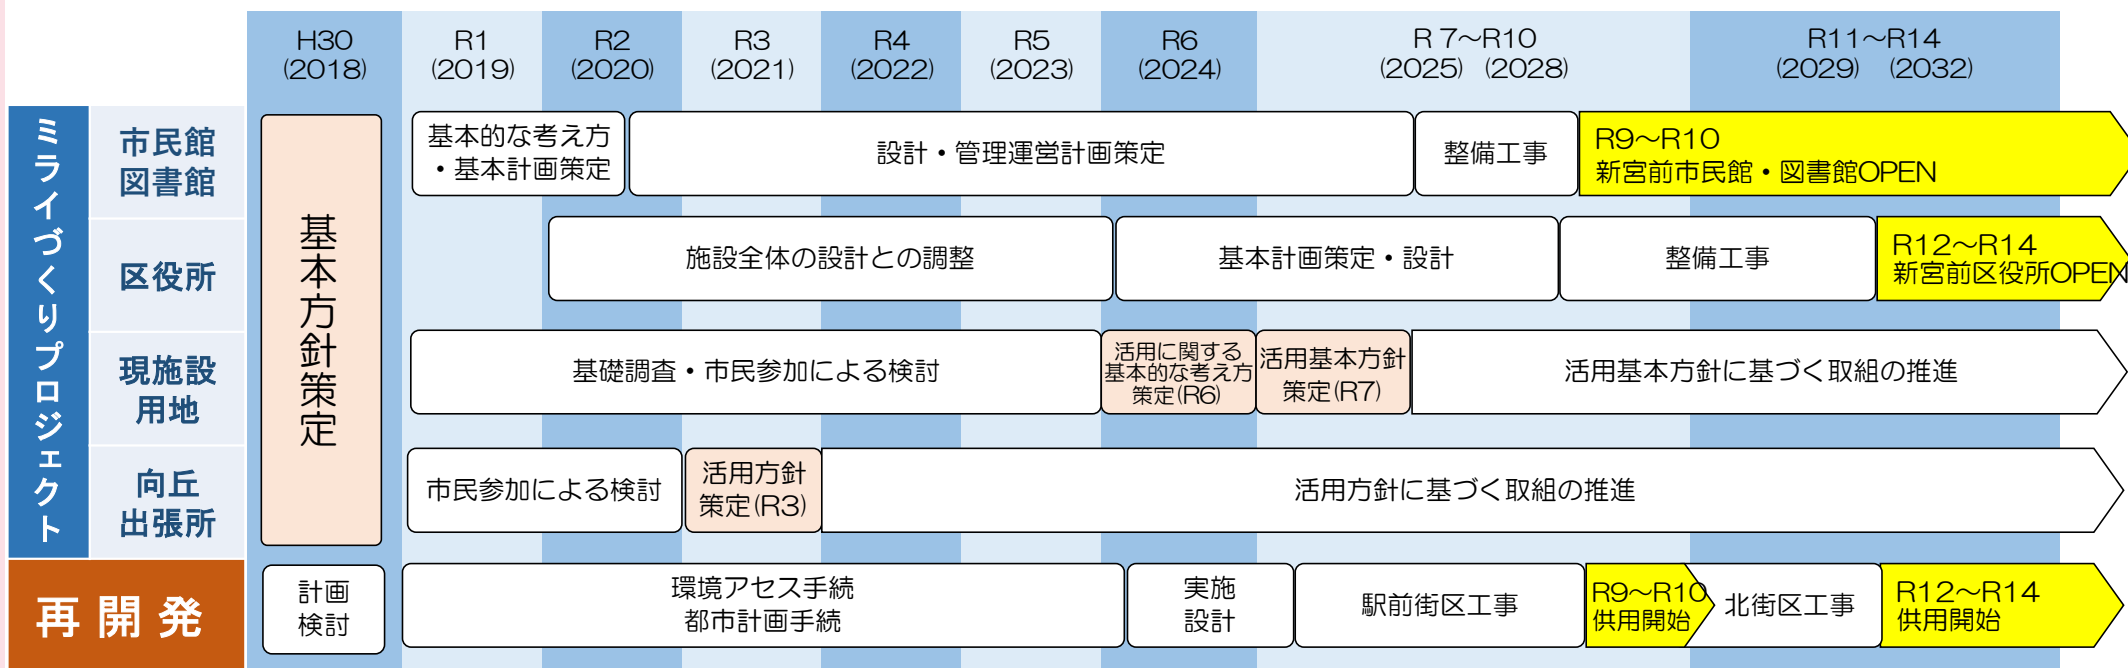 H30
(2018)
R1
(2019)
R2
(2020)
R3
(2021)
R4
(2022)
R5
(2023)
R6
(2024)
R 7～R10
(2025) (2028)
R11～R14
(2029) (2032)
ミライづくりプロジェクト
基本方針策定
市民館
図書館
基本的な考え方
・基本計画策定
設計・管理運営計画策定
整備工事
R9～R10
新宮前市民館・図書館OPEN
区役所
施設全体の設計との調整
基本計画策定・設計
整備工事
R12～R14
新宮前区役所OPEN
現施設
用地
基礎調査・市民参加による検討
活用に関する
基本的な考え方
策定(R6)
活用基本方針
策定(R7)
活用基本方針に基づく取組の推進
向丘
出張所
市民参加による検討
活用方針
策定(R3)
活用方針に基づく取組の推進
再開発
計画
検討
環境アセス手続
都市計画手続
実施
設計
駅前街区工事
R9～R10
供用開始
北街区工事
R12～R14
供用開始